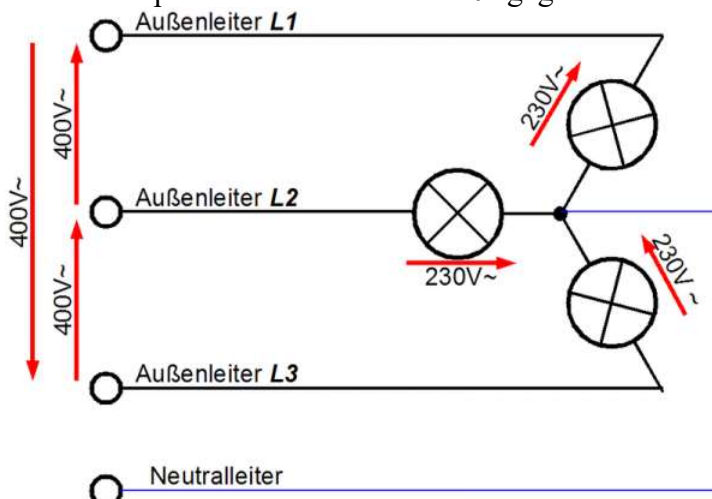 Außenleiter L1
230V~
400V~
400V~
Außenleiter L2
400V~
230V~
230V~
Außenleiter L3
Neutralleiter